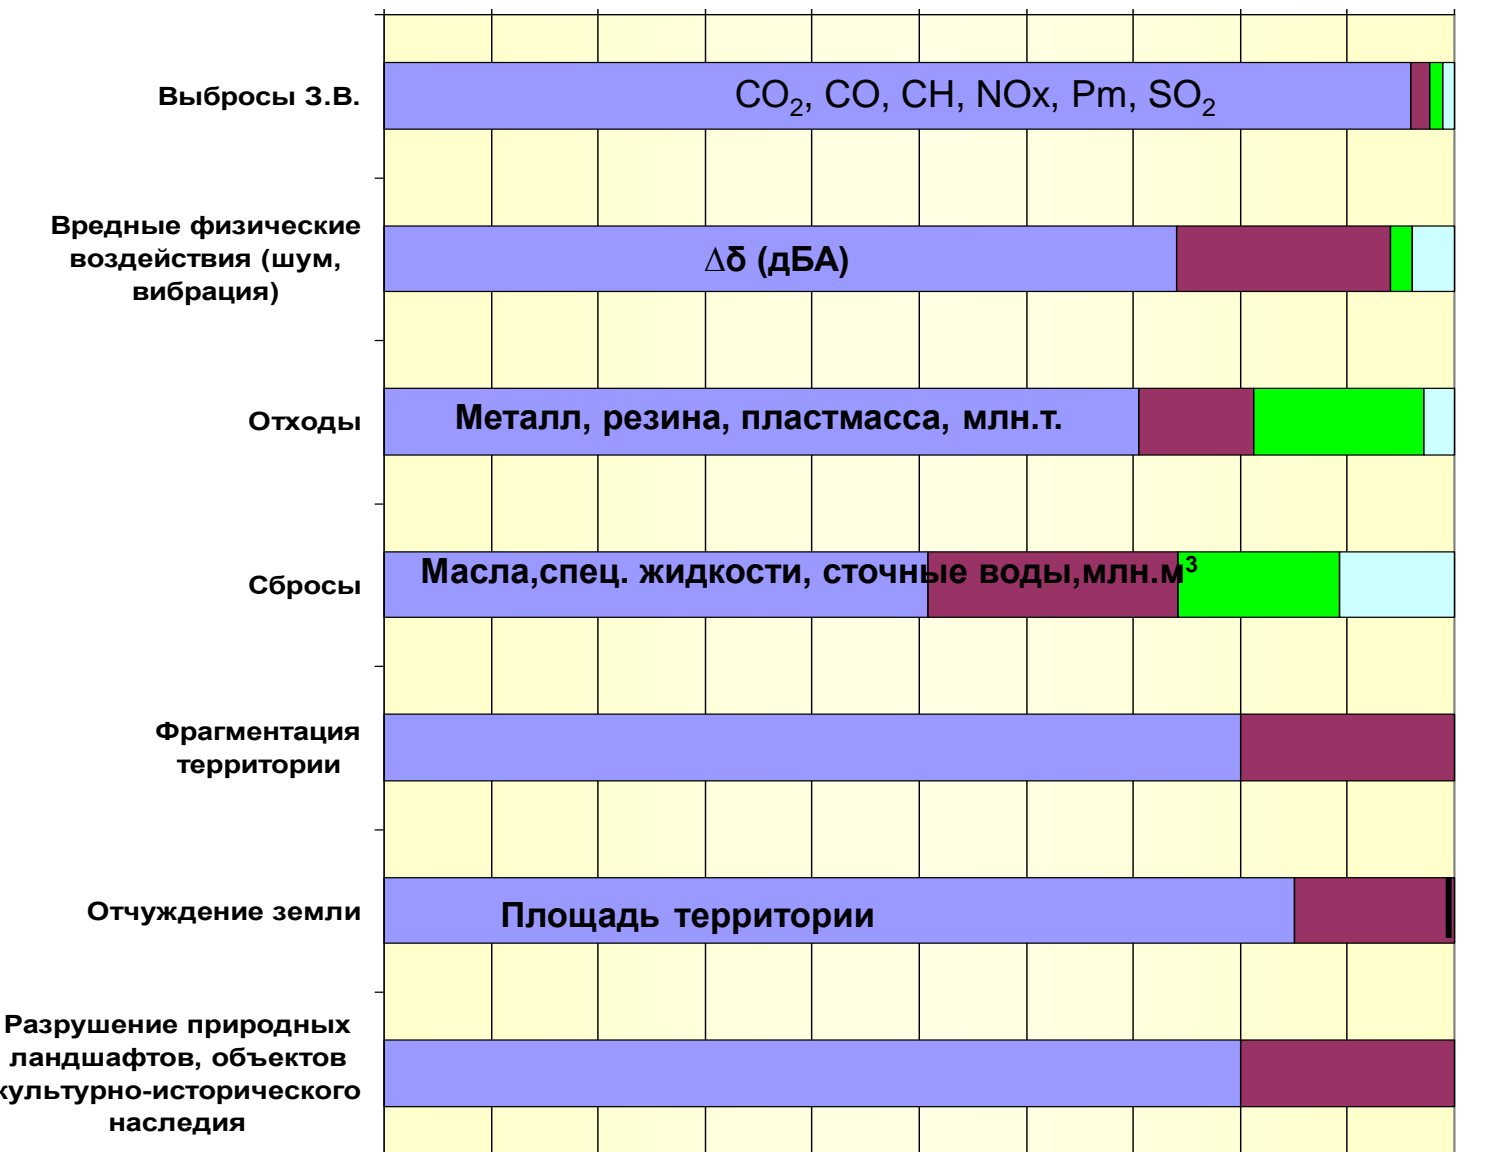 Выбросы З.В.
CO₂, CO, CH, NOx, Pm, SO₂
Вредные физические
воздействия (шум,
вибрация)
∆δ (дБА)
Отходы
Металл, резина, пластмасса, млн.т.
Сбросы
Масла,спец. жидкости, сточные воды,млн.м³
Фрагментация
территории
Отчуждение земли
Площадь территории
Разрушение природных
ландшафтов, объектов
культурно-исторического
наследия